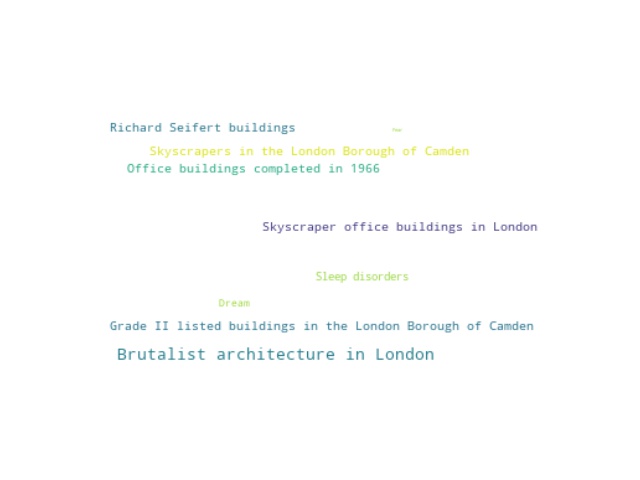 Richard Seifert buildings
Skyscrapers in the London Borough of Camden
Office buildings completed in 1966
Skyscraper office buildings in London
Sleep disorders
Dream
Grade II listed buildings in the London Borough of Camden
Brutalist architecture in London